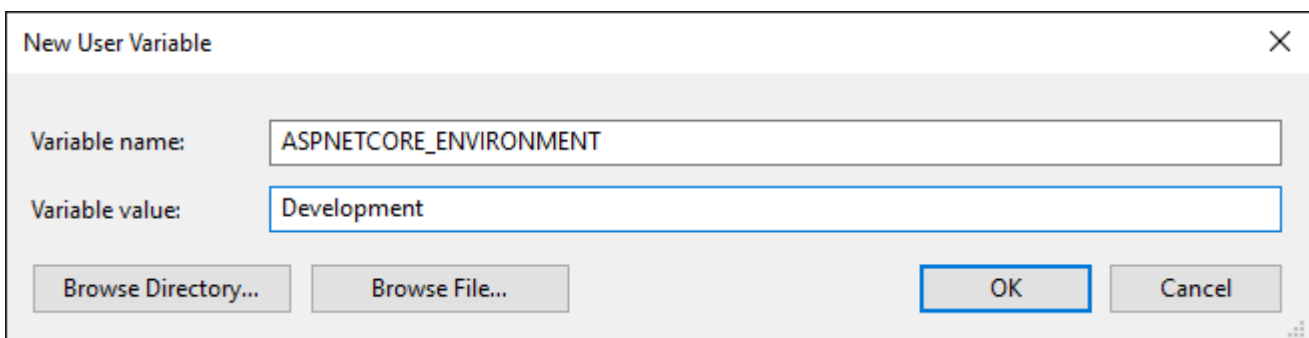 New User Variable
Variable name: ASPNETCORE_ENVIRONMENT
Variable value: Development
Browse Directory... Browse File... OK Cancel